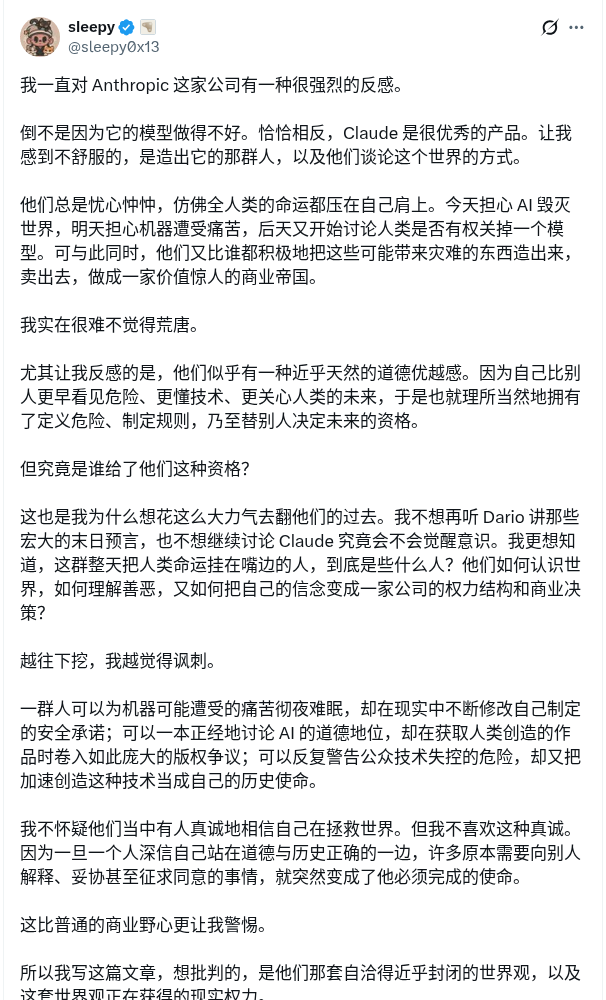 sleepy
@sleepy0x13
我一直对 Anthropic 这家公司有一种很强烈的反感。
倒不是因为它的模型做得不好。恰恰相反，Claude 是很优秀的产品。让我
感到不舒服的，是造出它的那群人，以及他们谈论这个世界的方式。
他们总是忧心忡忡，仿佛全人类的命运都压在自己肩上。今天担心 AI 毁灭
世界，明天担心机器遭受痛苦，后天又开始讨论人类是否有权关掉一个模
型。可与此同时，他们又比谁都积极地把这些可能带来灾难的东西造出来，
卖出去，做成一家价值惊人的商业帝国。
我实在很难不觉得荒唐。
尤其让我反感的是，他们似乎有一种近乎天然的道德优越感。因为自己比别
人更早看见危险、更懂技术、更关心人类的未来，于是也就理所当然地拥有
了定义危险、制定规则，乃至替别人决定未来的资格。
但究竟是谁给了他们这种资格？
这也是我为什么想花这么大力气去翻他们的过去。我不想再听 Dario 讲那些
宏大的末日预言，也不想继续讨论 Claude 究竟会不会觉醒意识。我更想知
道，这群整天把人类命运挂在嘴边的人，到底是些什么人？他们如何认识世
界，如何理解善恶，又如何把自己的信念变成一家公司的权力结构和商业决
策？
越往下挖，我越觉得讽刺。
一群人可以为机器可能遭受的痛苦彻夜难眠，却在现实中不断修改自己制定
的安全承诺；可以一本正经地讨论 AI 的道德地位，却在获取人类创造的作
品时卷入如此庞大的版权争议；可以反复警告公众技术失控的危险，却又把
加速创造这种技术当成自己的历史使命。
我不怀疑他们当中有人真诚地相信自己在拯救世界。但我不喜欢这种真诚。
因为一旦一个人深信自己站在道德与历史正确的一边，许多原本需要向别人
解释、妥协甚至征求同意的事情，就突然变成了他必须完成的使命。
这比普通的商业野心更让我警惕。
所以我写这篇文章，想批判的，是他们那套自洽得近乎封闭的世界观，以及
这套世界观正在获得的现实权力。